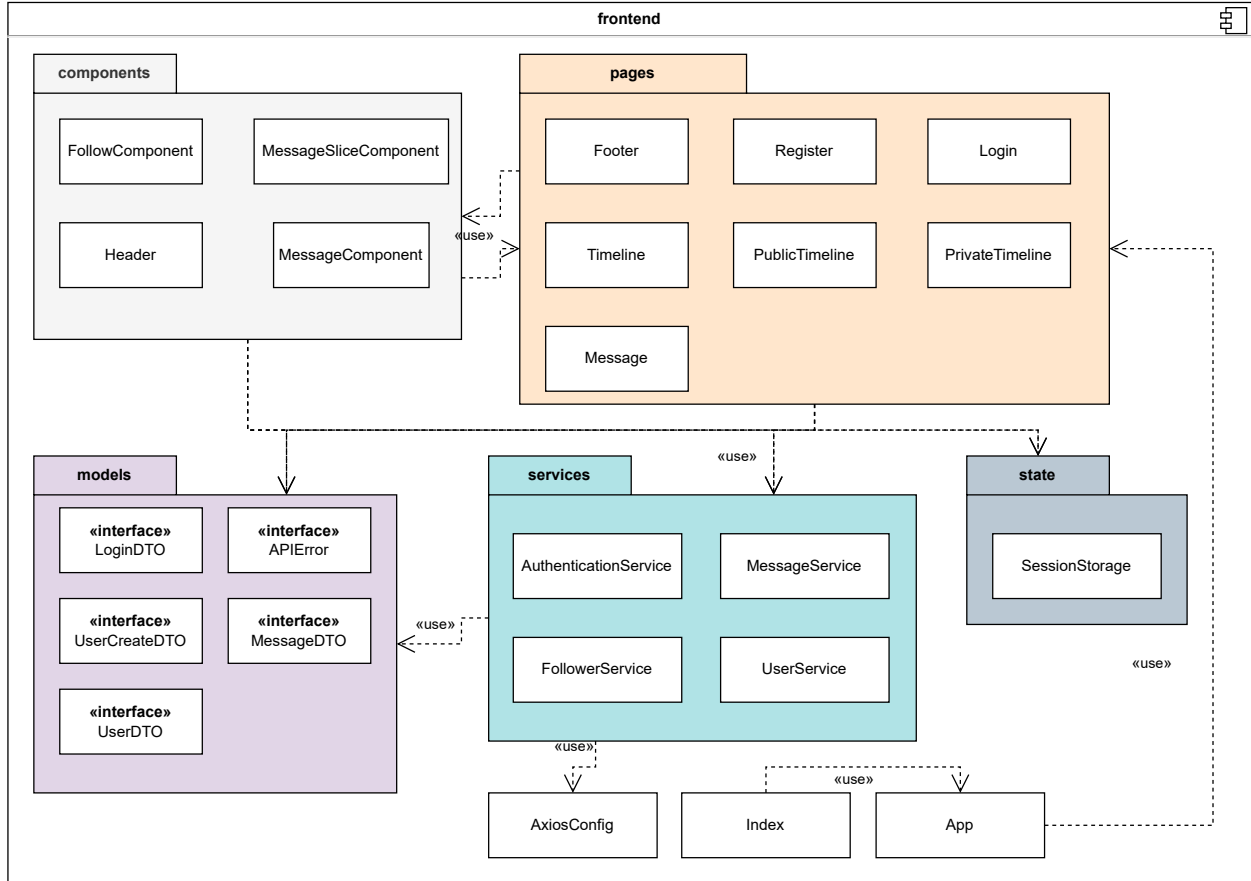 frontend
components
pages
FollowComponent
MessageSliceComponent
Footer
Register
Login
«use»
Header
MessageComponent
Timeline
PublicTimeline
PrivateTimeline
Message
«use»
models
services
state
«interface»
LoginDTO
«interface»
APIError
AuthenticationService
MessageService
SessionStorage
«interface»
UserCreateDTO
«interface»
MessageDTO
«use»
FollowerService
UserService
«use»
«interface»
UserDTO
«use»
«use»
AxiosConfig
Index
App